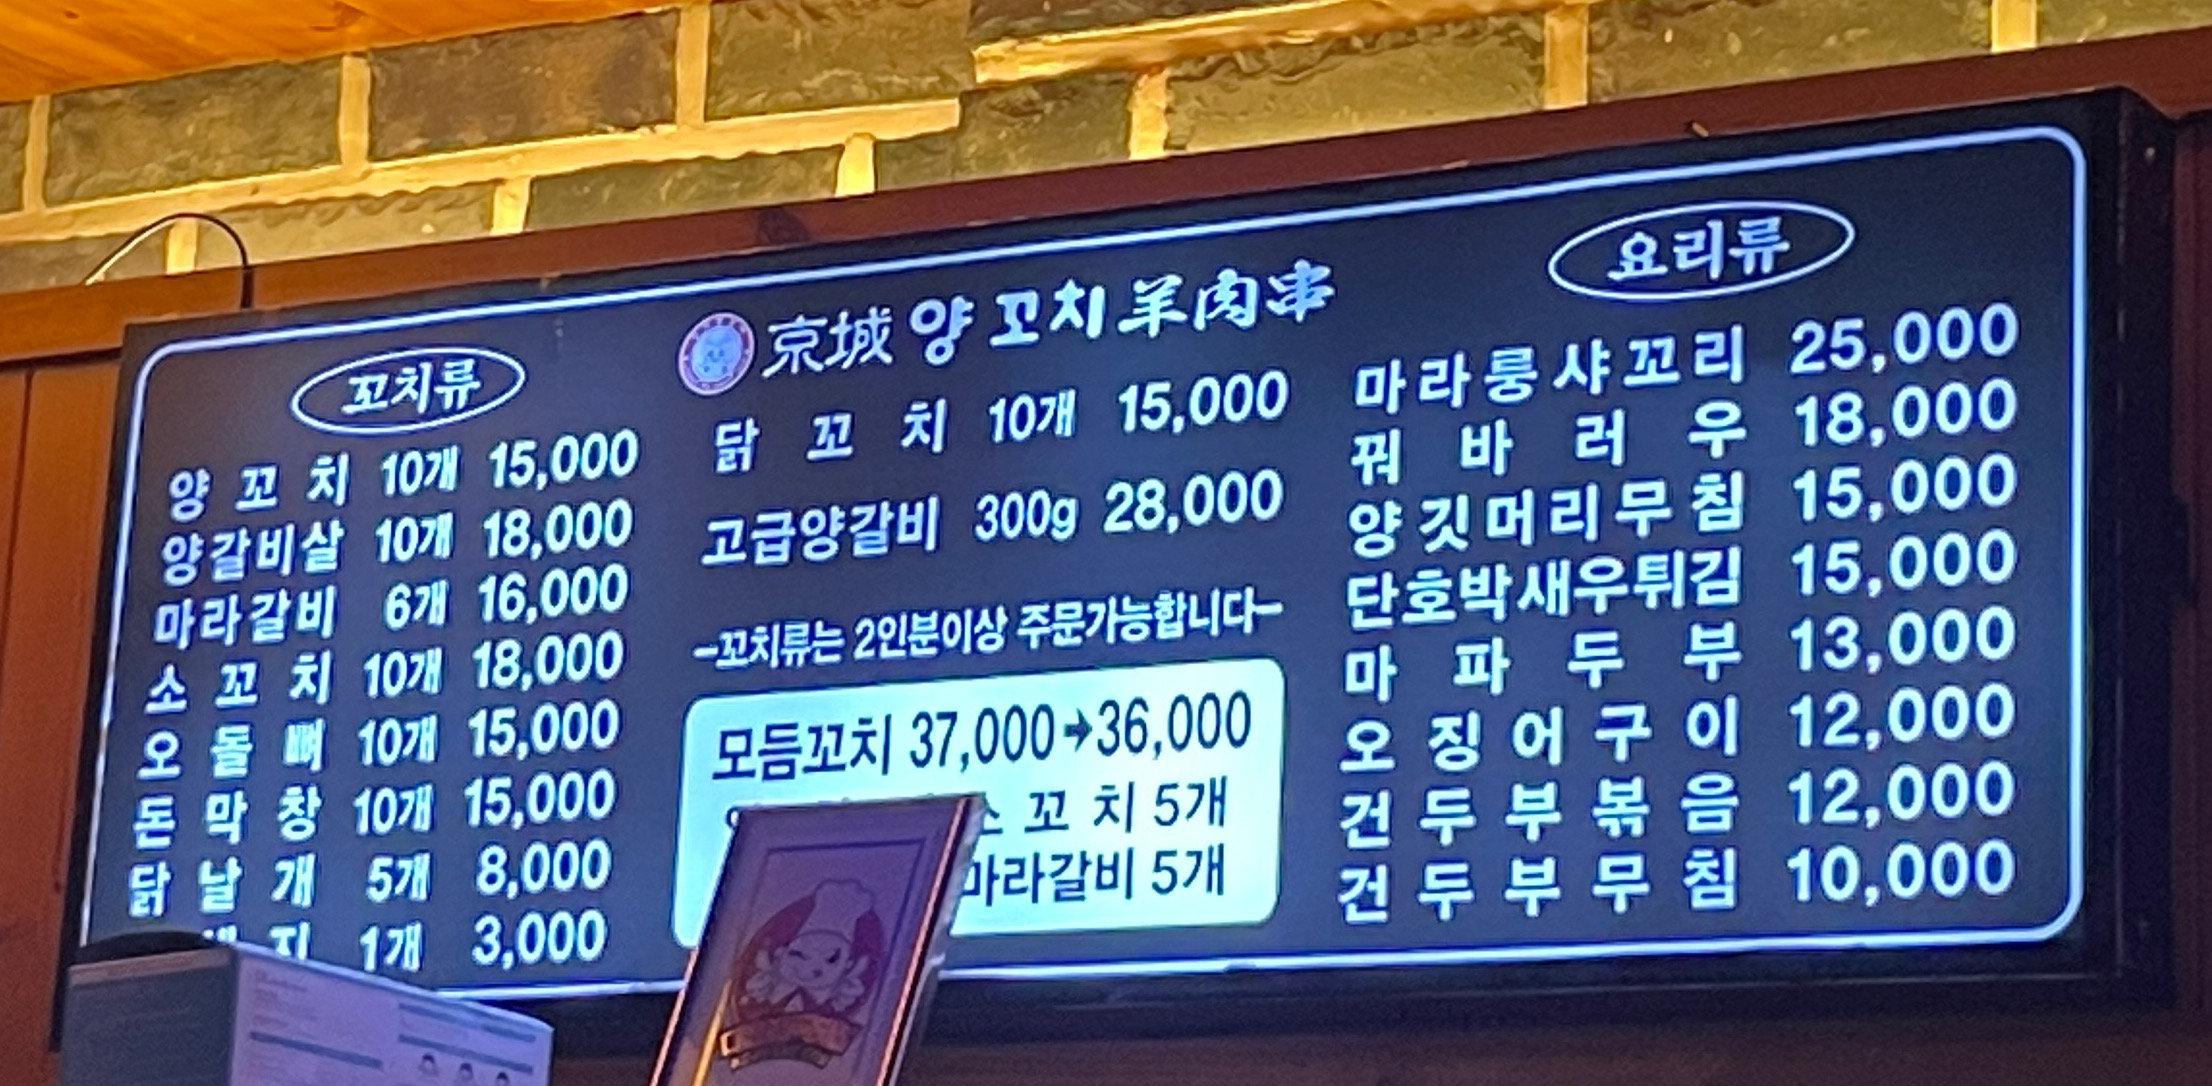 꼬치류
양꼬치 10개 15,000
양갈비살 10개 18,000
마라갈비 6개 16,000
소꼬치 10개 18,000
오돌뼈 10개 15,000
돈막창 10개 15,000
닭날개 5개 8,000
1개 3,000
京城 양꼬치 羊肉串
닭꼬치 10개 15,000
고급양갈비 300g 28,000
-꼬치류는 2인분이상 주문가능합니다-
모듬꼬치 37,000→36,000
소꼬치 5개
마라갈비 5개
요리류
마라룽샤꼬리 25,000
꿔바러우 18,000
양깃머리무침 15,000
단호박새우튀김 15,000
마파두부 13,000
오징어구이 12,000
건두부볶음 12,000
건두부무침 10,000